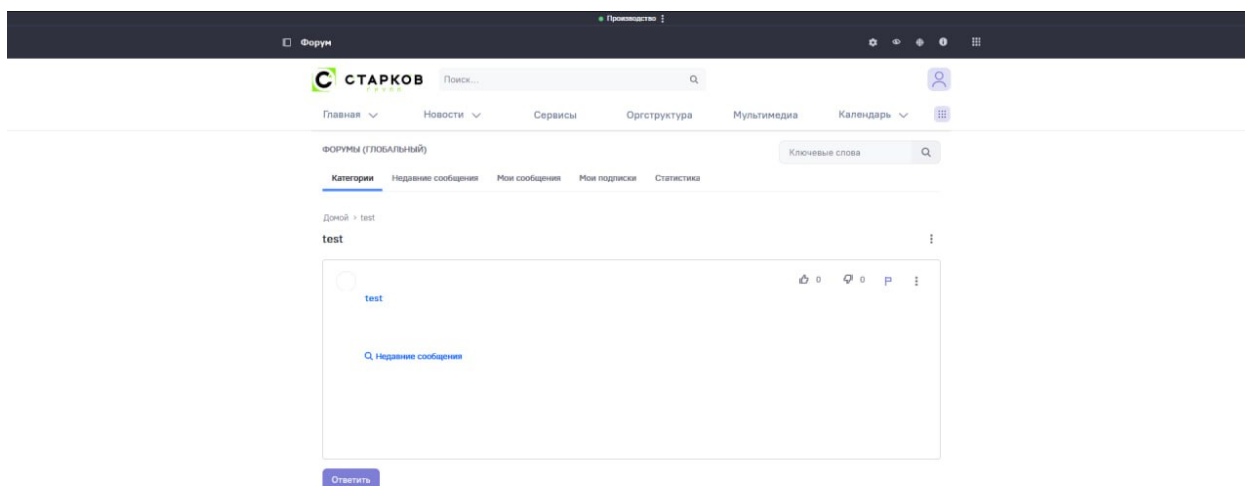 Производство
Форум
СТАРКОВ
Поиск...
Главная Новости Сервисы Оргструктура Мультимедиа Календарь
ФОРУМЫ (ГЛОБАЛЬНЫЙ)
Ключевые слова
Категории Недавние сообщения Мои сообщения Мои подписки Статистика
Домой > test
test
0 0
test
Недавние сообщения
Ответить